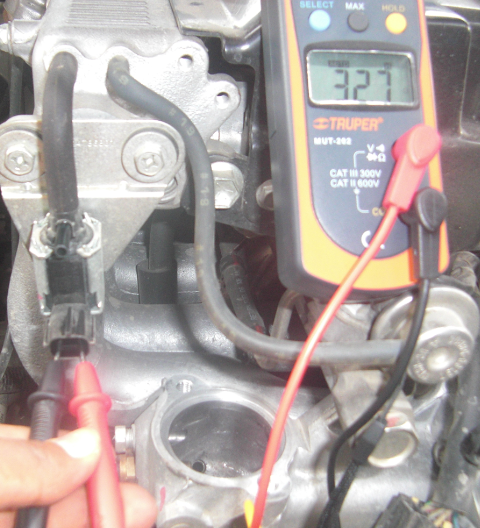 SELECT MAX HOLD
327
TRUPER
MUT-202
V
Ω
CAT III 300V
CAT II 600V